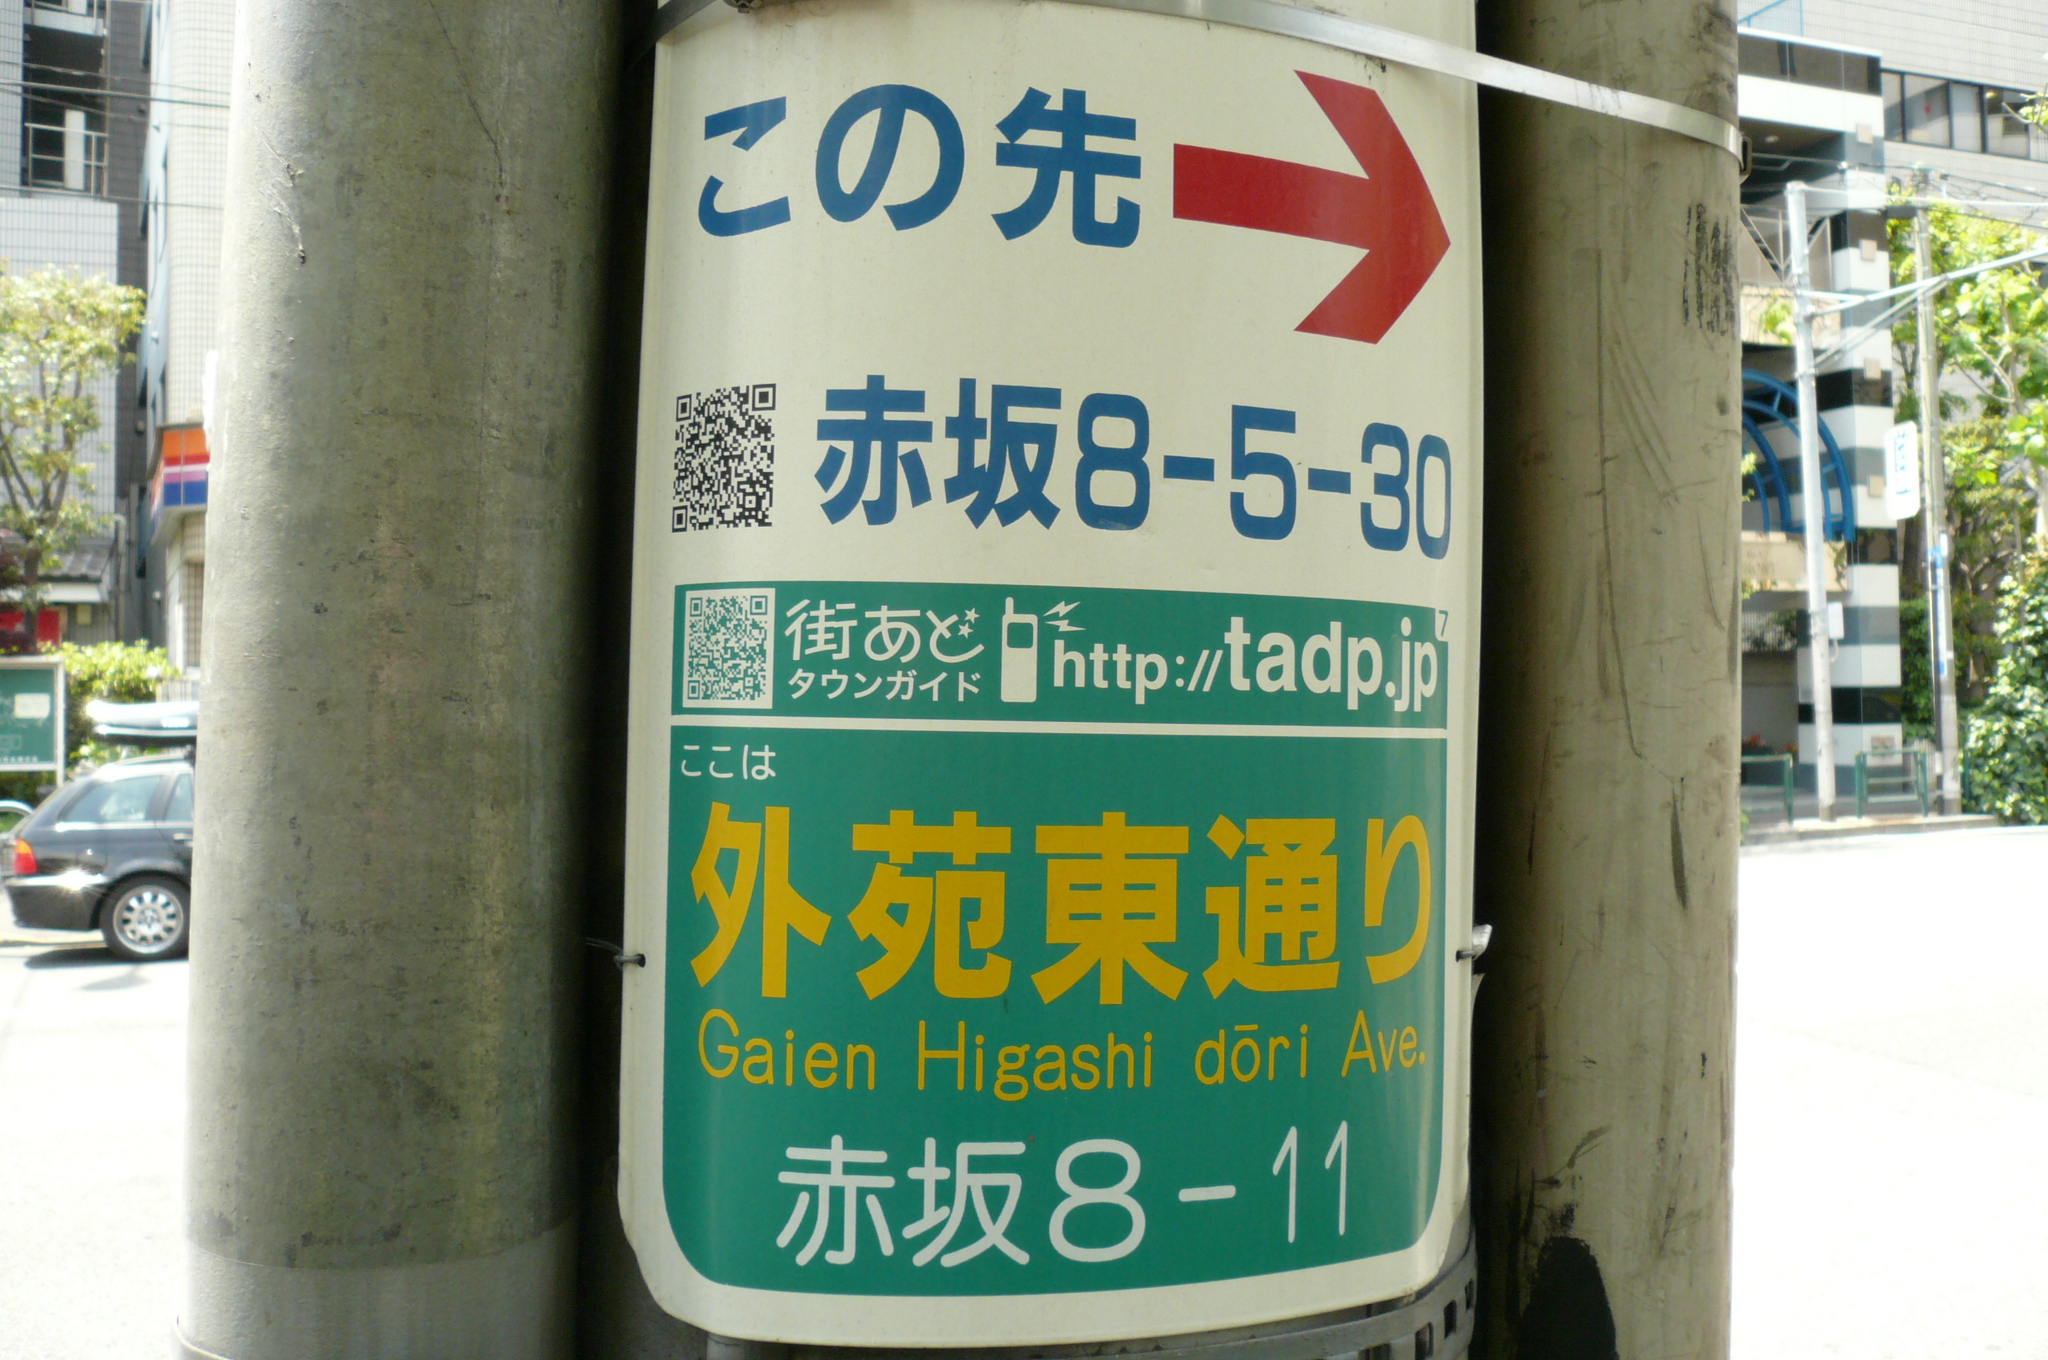 この先
赤坂8-5-30
街あど
タウンガイド
http://tadp.jp
7
ここは
外苑東通り
Gaien Higashi dōri Ave.
赤坂8-11